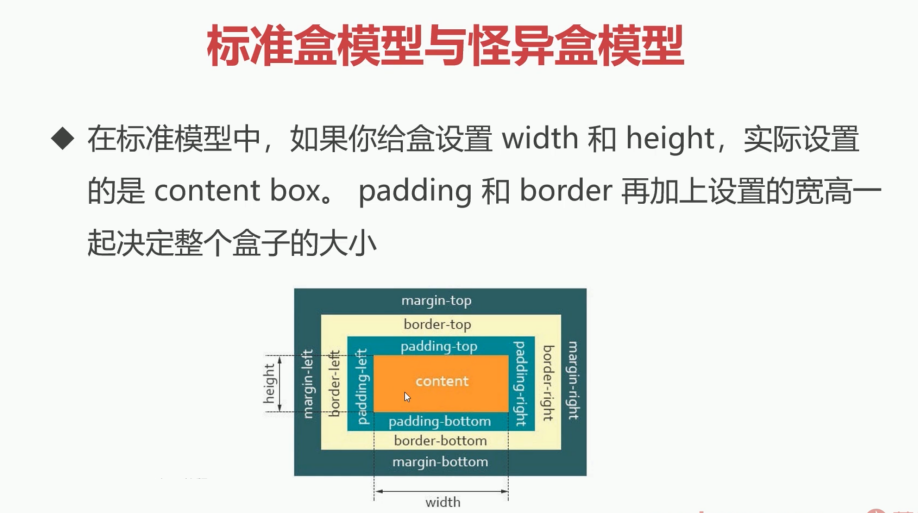 标准盒模型与怪异盒模型
◆ 在标准模型中，如果你给盒设置 width 和 height，实际设置
的是 content box。 padding 和 border 再加上设置的宽高一
起决定整个盒子的大小
margin-top
border-top
padding-top
height
margin-left
border-left
padding-left
content
padding-right
border-right
margin-right
padding-bottom
border-bottom
margin-bottom
width